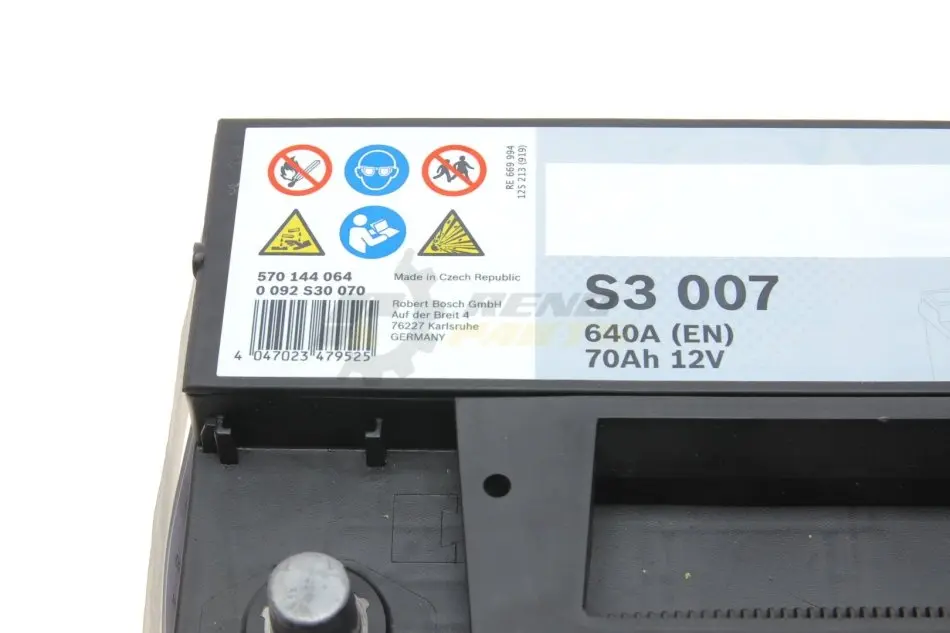 RE 669 994
12S 213 (919)
570 144 064
0 092 S30 070
Made in Czech Republic
Robert Bosch GmbH
Auf der Breit 4
76227 Karlsruhe
GERMANY
4 047023 479525
S3 007
640A (EN)
70Ah 12V